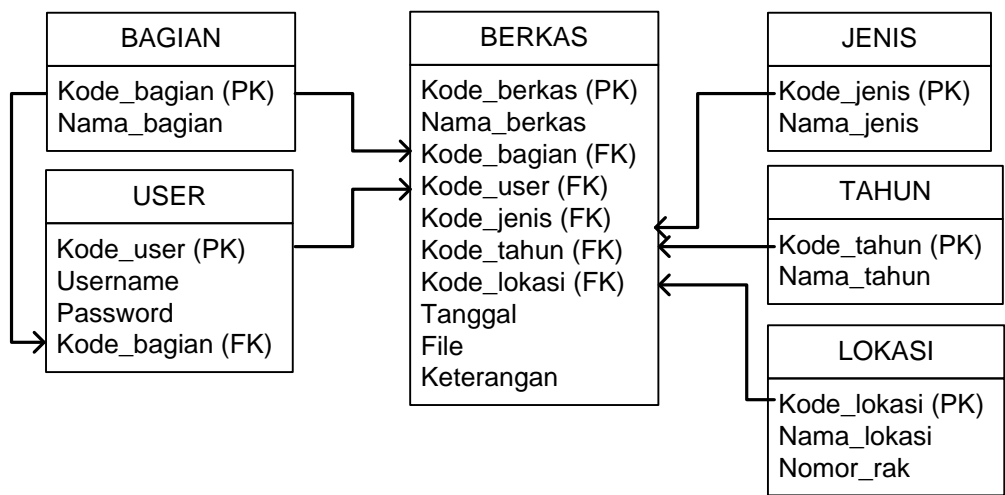 BAGIAN
Kode_bagian (PK)
Nama_bagian
USER
Kode_user (PK)
Username
Password
Kode_bagian (FK)
BERKAS
Kode_berkas (PK)
Nama_berkas
Kode_bagian (FK)
Kode_user (FK)
Kode_jenis (FK)
Kode_tahun (FK)
Kode_lokasi (FK)
Tanggal
File
Keterangan
JENIS
Kode_jenis (PK)
Nama_jenis
TAHUN
Kode_tahun (PK)
Nama_tahun
LOKASI
Kode_lokasi (PK)
Nama_lokasi
Nomor_rak